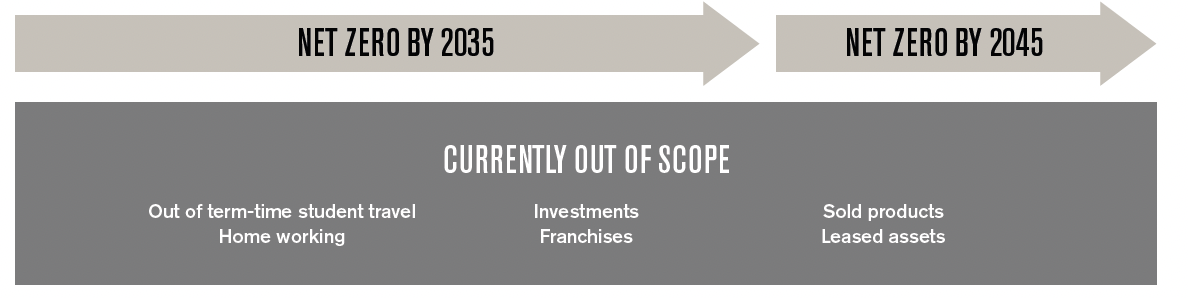 NET ZERO BY 2035
NET ZERO BY 2045
CURRENTLY OUT OF SCOPE
Out of term-time student travel
Home working
Investments
Franchises
Sold products
Leased assets